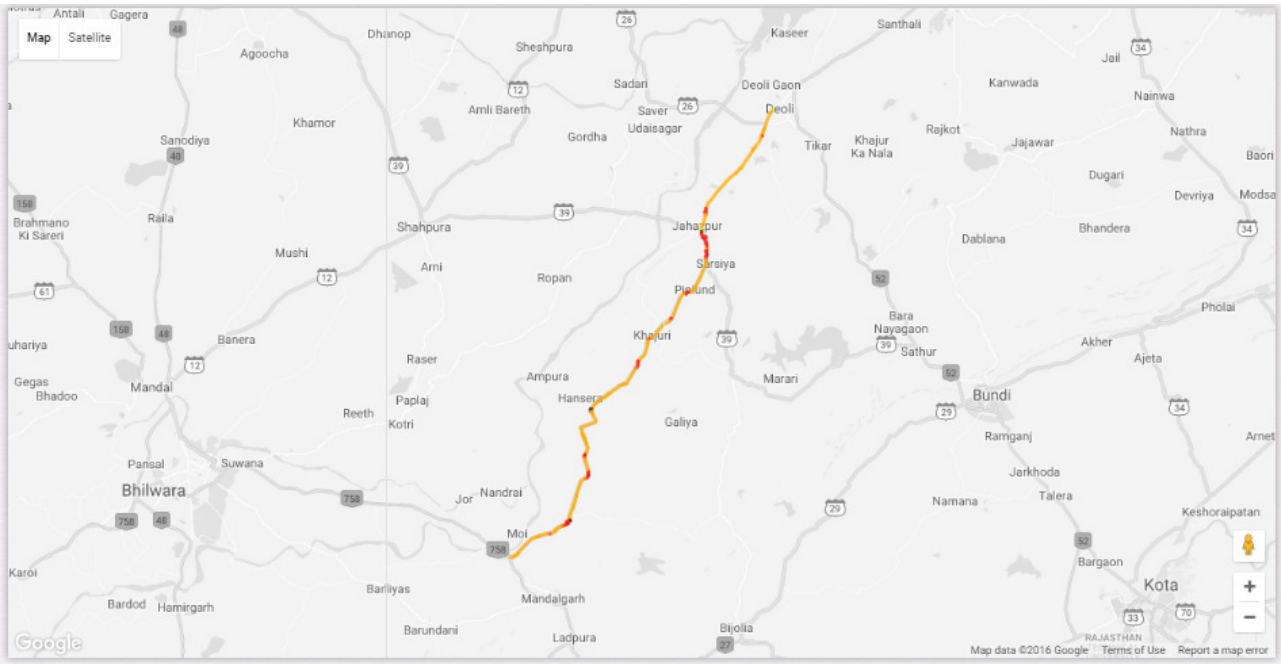 Antali
Gagera
26
Santhali
48
Dhanop
Kaseer
Map
Satellite
Sheshpura
34
Agoocha
Jail
Sadari
Deoli Gaon
Kanwada
12
Nainwa
Amli Bareth
Saver
26
Deoli
Khamor
Udaisagar
Gordha
Rajkot
Nathra
Sanodiya
Khajur
Ka Nala
Jajawar
Tikar
48
39
Baori
Dugari
158
Devriya
Modsa
Raila
39
Brahmano
Ki Sareri
Shahpura
Jahazpur
34
Bhandera
Dablana
Mushi
Arni
Sarsiya
12
Ropan
52
61
Piplund
Pholai
158
48
Bara
Nayagaon
Khajuri
39
Banera
39
Akher
uhariya
Sathur
Raser
Ajeta
12
52
Ampura
Marari
Gegas
Mandal
Bhadoo
Hansera
Bundi
Paplaj
34
Reeth
29
Kotri
Galiya
Ramganj
Arnet
Pansal
Suwana
Jarkhoda
Bhilwara
758
Jor
Nandrai
Talera
Namana
29
Keshoraipatan
758
48
Moi
52
758
Bargaon
Karoi
Kota
Barliyas
Mandalgarh
Bardod
Hamirgarh
70
33
Barundani
Bijolia
Ladpura
RAJASTHAN
27
Google
Map data ©2016 Google
Terms of Use
Report a map error